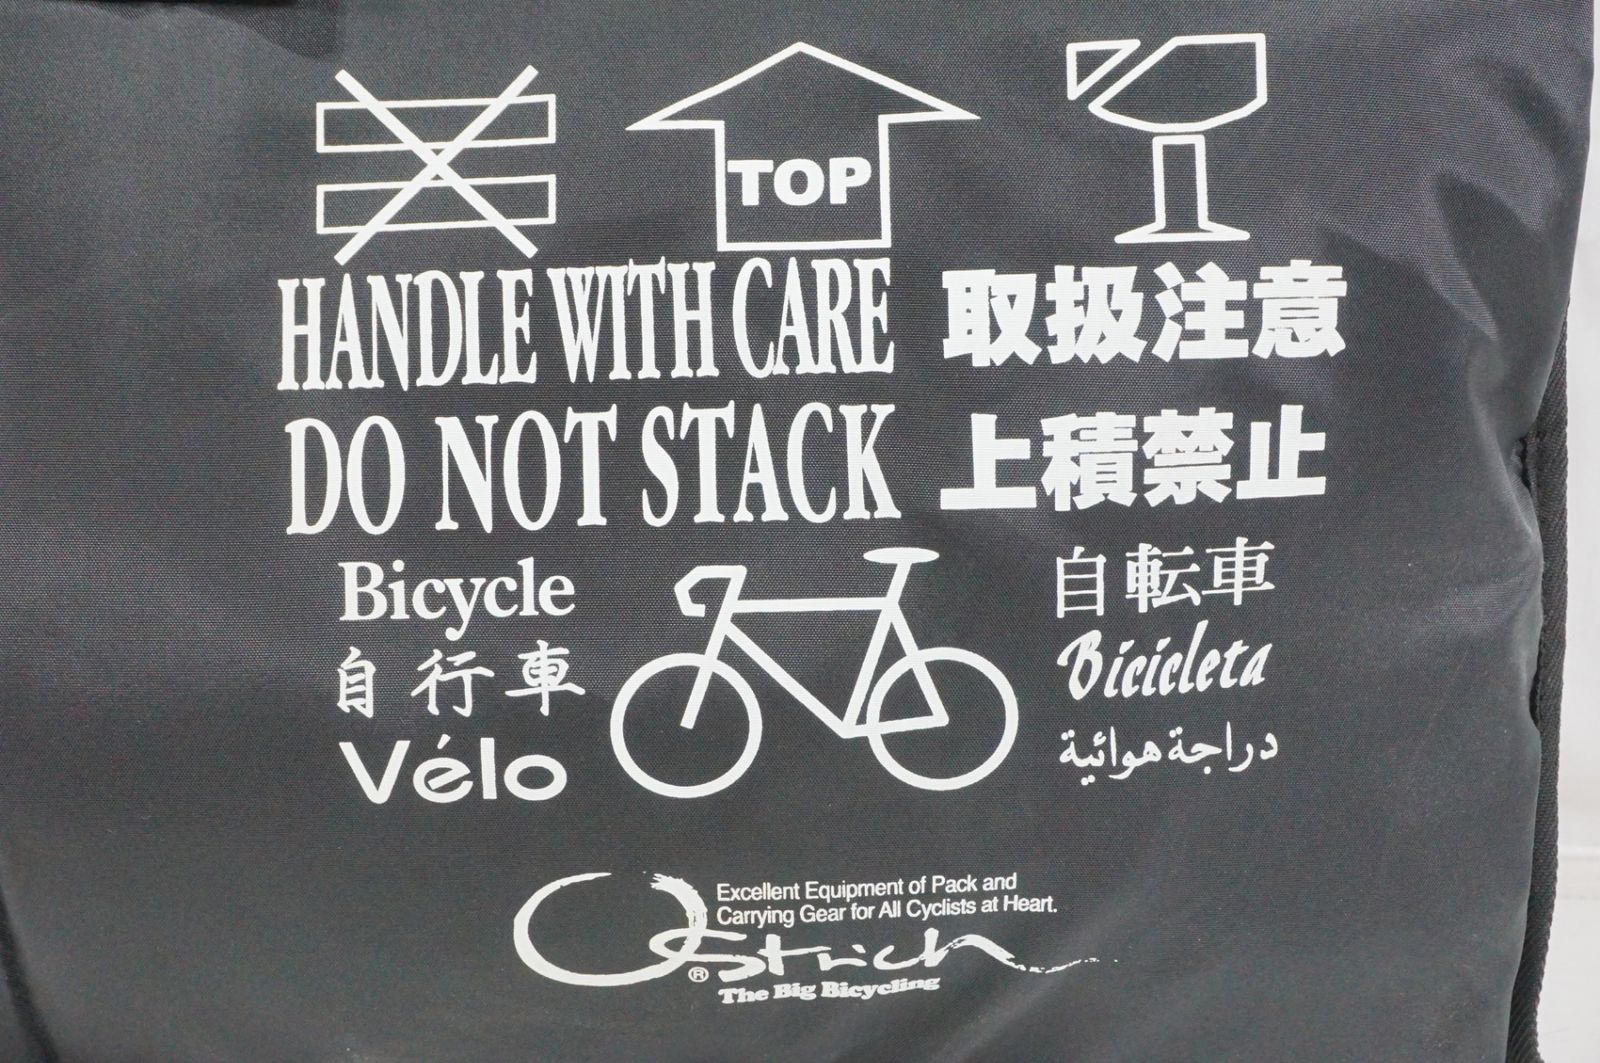 TOP
HANDLE WITH CARE 取扱注意
DO NOT STACK 上積禁止
Bicycle 自転車
自行車 Bicicleta
Vélo دراجة هوائية
Excellent Equipment of Pack and
Carrying Gear for All Cyclists at Heart.
Ostrich ®
The Big Bicycling